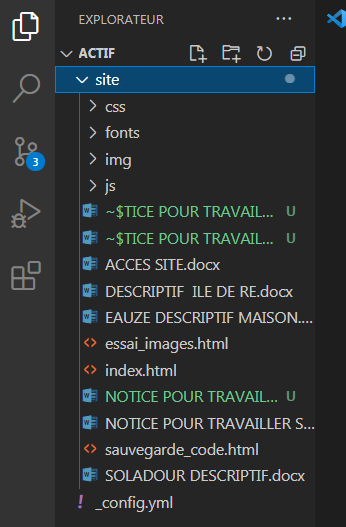 EXPLORATEUR
ACTIF
site
css
fonts
img
js
~$TICE POUR TRAVAIL... U
~$TICE POUR TRAVAIL... U
ACCES SITE.docx
DESCRIPTIF ILE DE RE.docx
EAUZE DESCRIPTIF MAISON....
essai_images.html
index.html
NOTICE POUR TRAVAIL... U
NOTICE POUR TRAVAILLER S...
sauvegarde_code.html
SOLADOUR DESCRIPTIF.docx
_config.yml
3